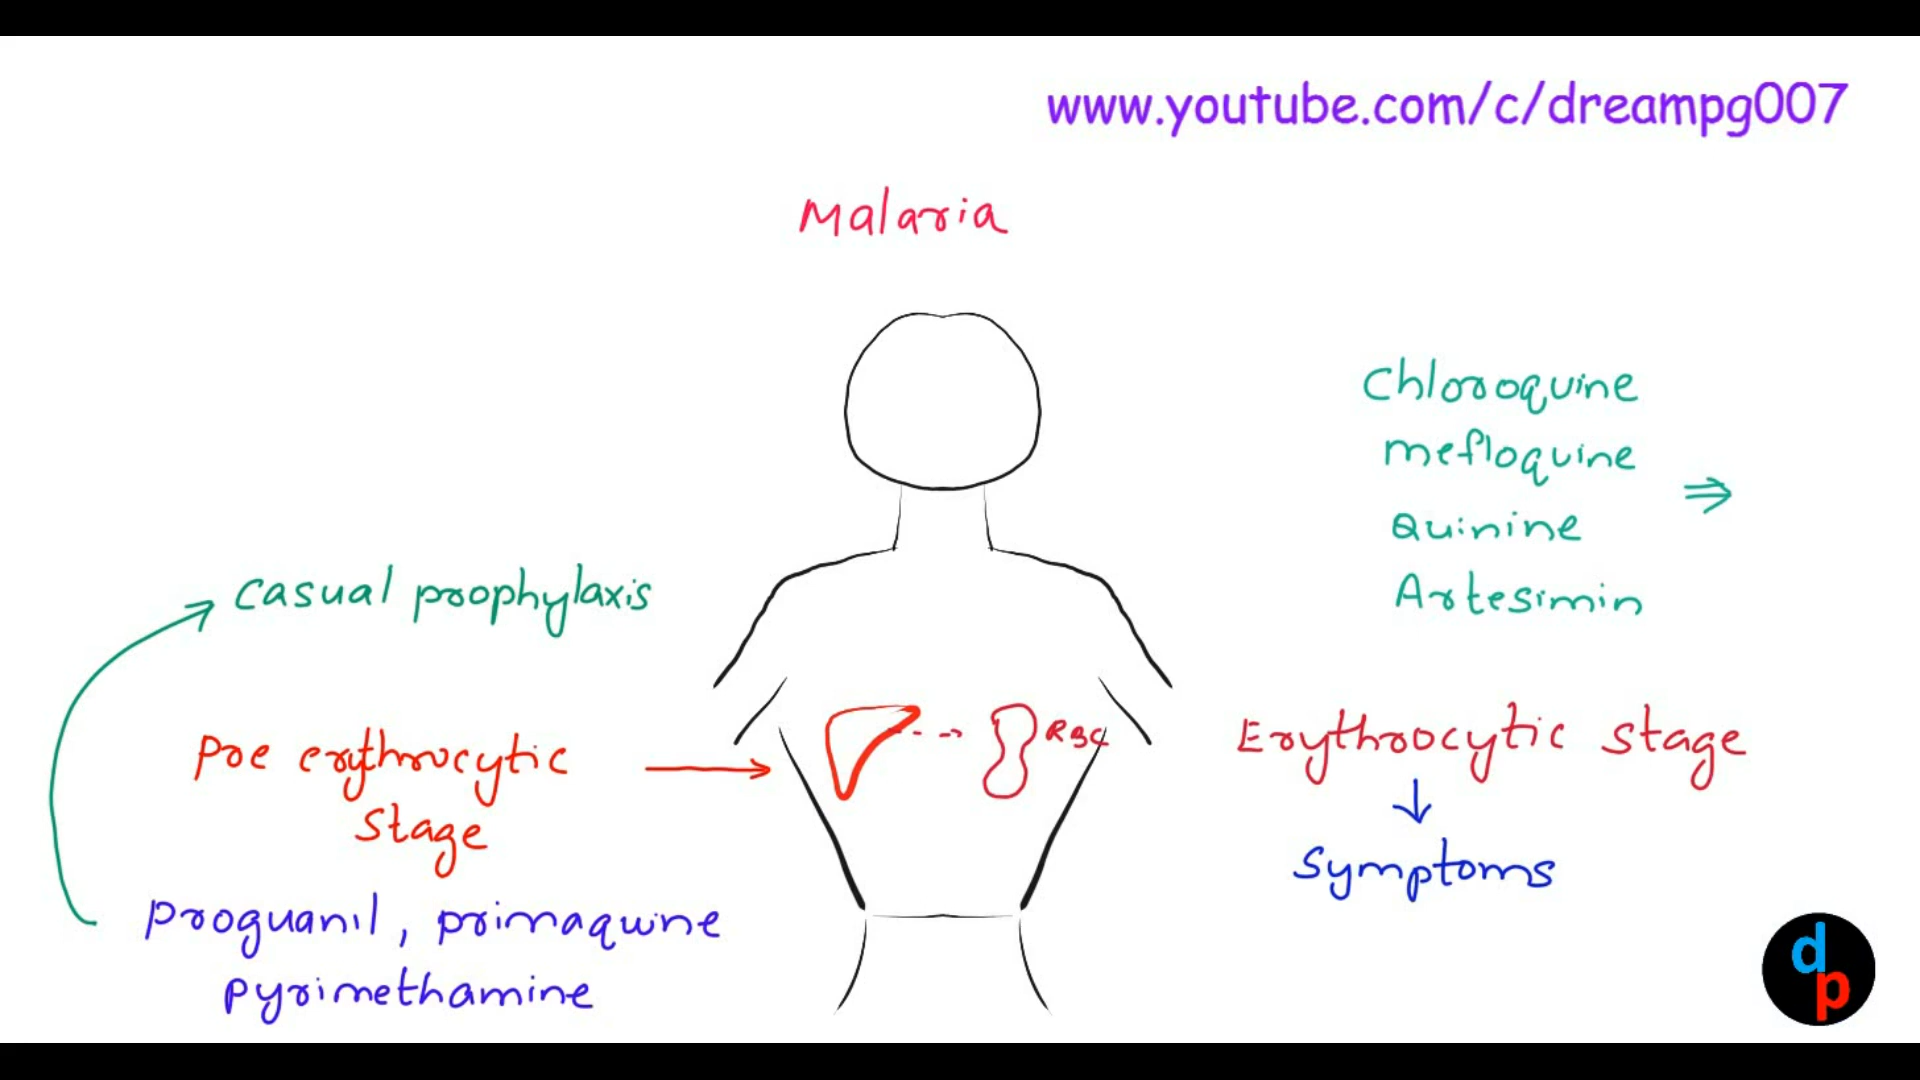 www.youtube.com/c/dreampg007
Malaria
Chloroquine
mefloquine
⇒
Quinine
Artesimin
Casual prophylaxis
Pre erythrocytic
Stage
RBC
Erythrocytic stage
Symptoms
proguanil, primaquine
pyrimethamine
dp